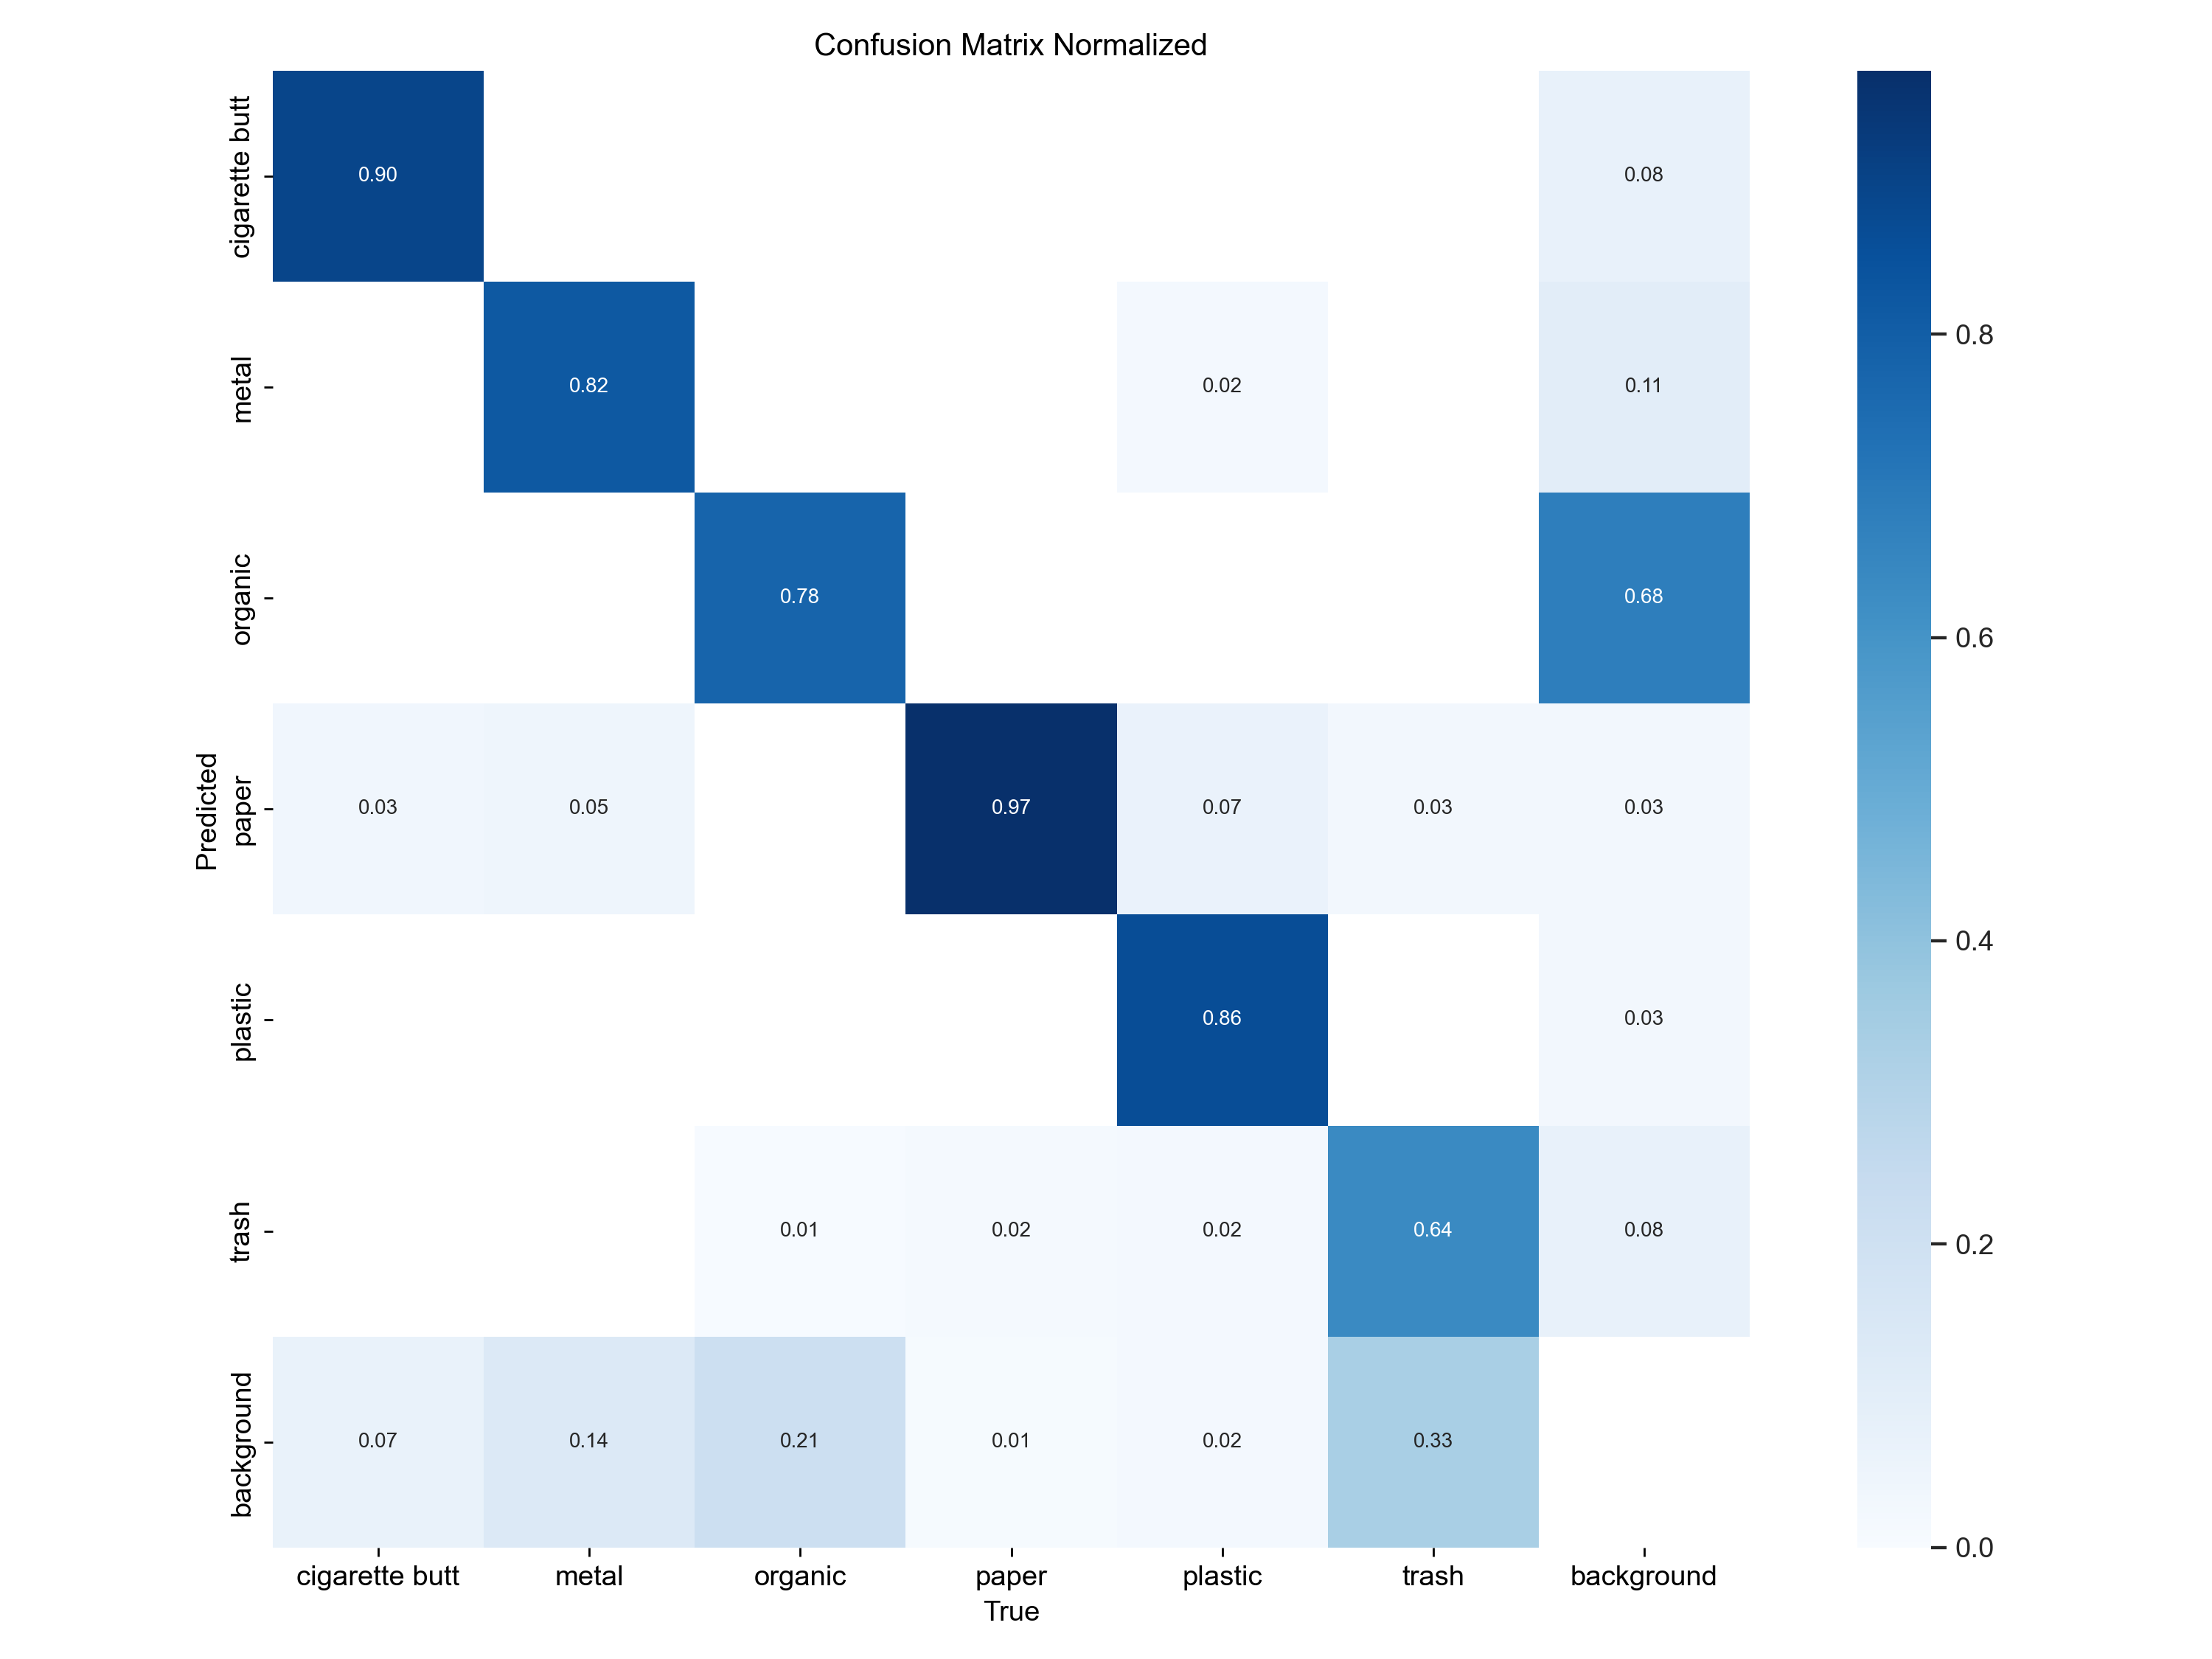 Confusion Matrix Normalized
cigarette butt
0.90
0.08
metal
0.82
0.02
0.11
0.8
organic
0.78
0.68
0.6
Predicted
paper
0.03
0.05
0.97
0.07
0.03
0.03
0.4
plastic
0.86
0.03
trash
0.01
0.02
0.02
0.64
0.08
0.2
background
0.07
0.14
0.21
0.01
0.02
0.33
0.0
cigarette butt
metal
organic
paper
plastic
trash
background
True